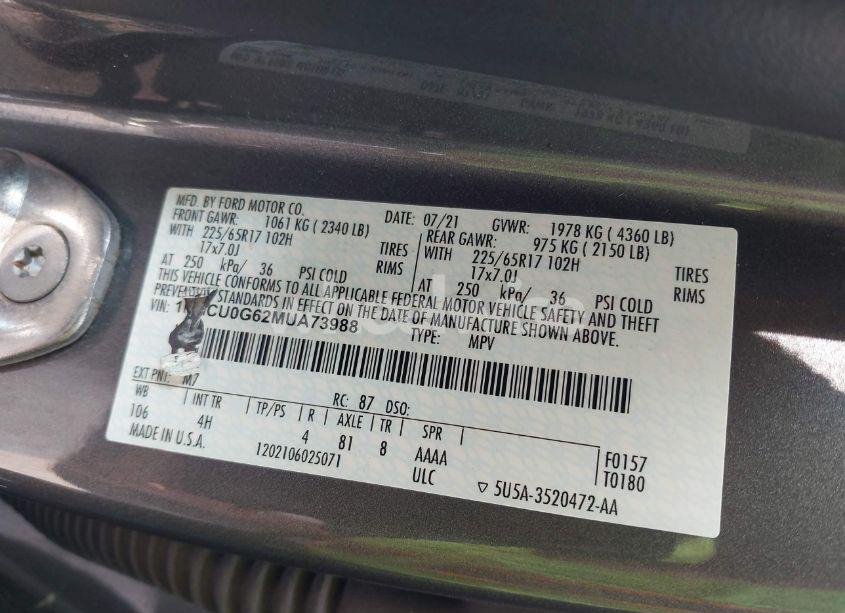 MFD. BY FORD MOTOR CO.
DATE: 07/21 GVWR: 1978 KG ( 4360 LB)
FRONT GAWR: 1061 KG ( 2340 LB) REAR GAWR: 975 KG ( 2150 LB)
WITH 225/65R17 102H TIRES WITH 225/65R17 102H TIRES
17x7.0J RIMS 17x7.0J RIMS
AT 250 kPa/ 36 PSI COLD AT 250 kPa/ 36 PSI COLD
THIS VEHICLE CONFORMS TO ALL APPLICABLE FEDERAL MOTOR VEHICLE SAFETY AND
STANDARDS IN EFFECT ON THE DATE OF MANUFACTURE SHOWN ABOVE.
VIN: CU0G62MUA73988
TYPE: MPV
EXT PNT: M7 RC: 87 DSO:
WB INT TR TP/PS R AXLE TR SPR
106 4H 4 81 8 AAAA F0157
ULC T0180
MADE IN U.S.A. 1202106025071 5U5A-3520472-AA